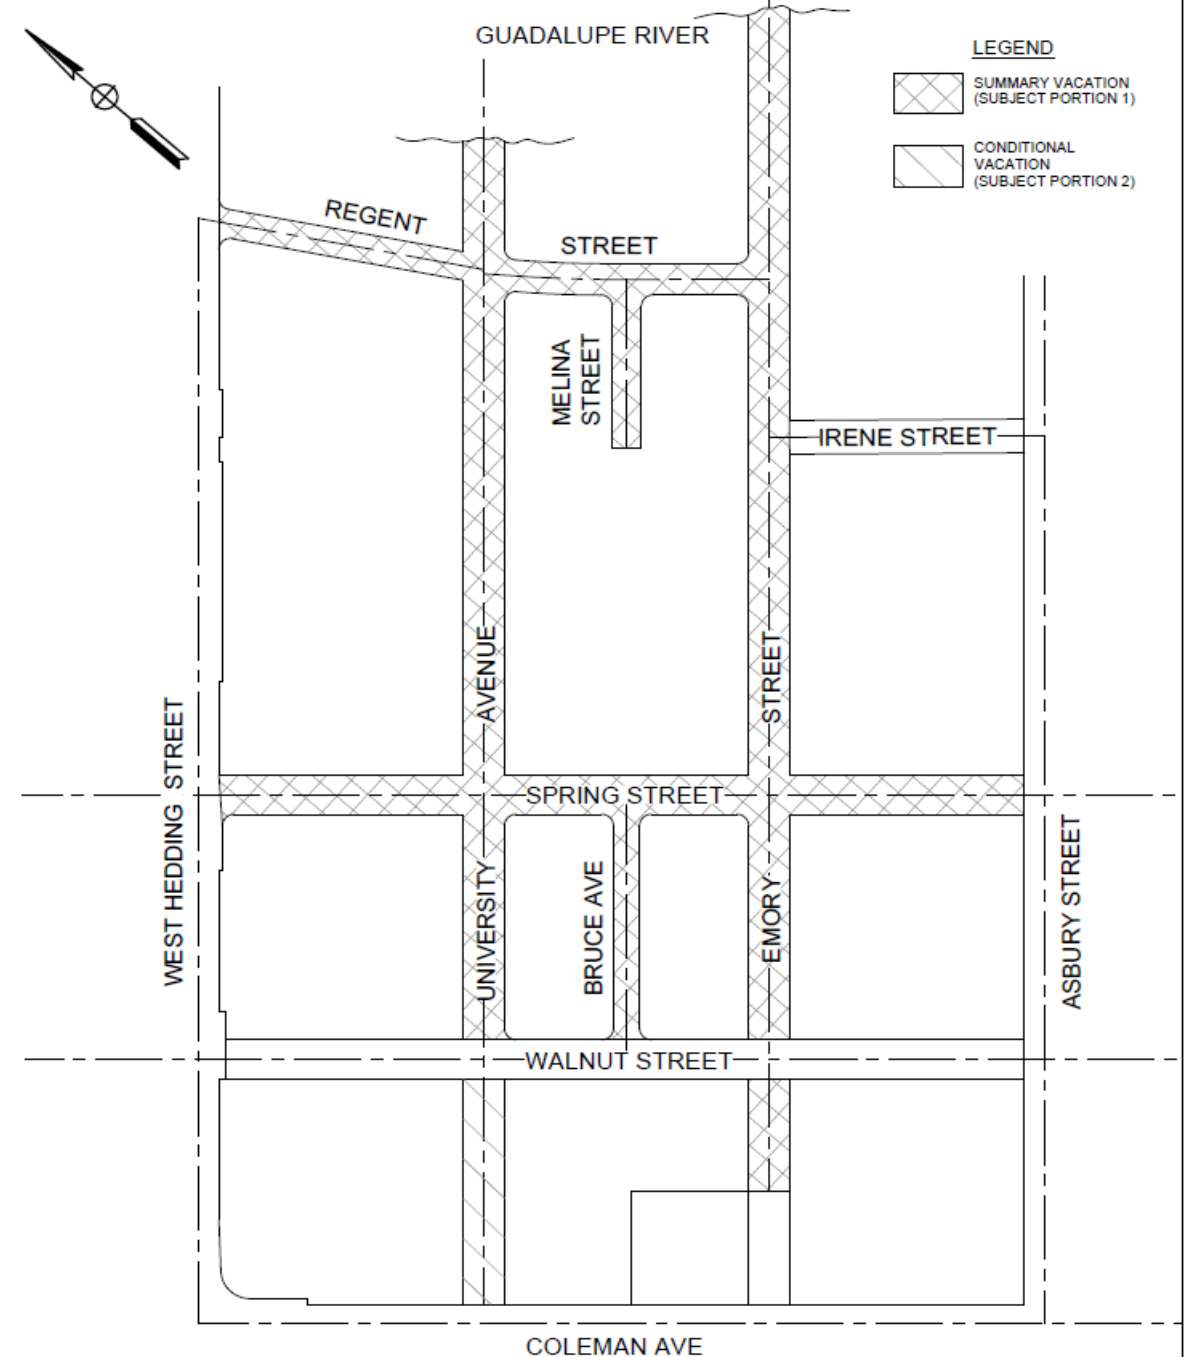 GUADALUPE RIVER
LEGEND
SUMMARY VACATION
(SUBJECT PORTION 1)
CONDITIONAL
VACATION
(SUBJECT PORTION 2)
REGENT
STREET
MELINA
STREET
IRENE STREET
AVENUE
STREET
WEST HEDDING STREET
SPRING STREET
UNIVERSITY
BRUCE AVE
EMORY
ASBURY STREET
WALNUT STREET
COLEMAN AVE